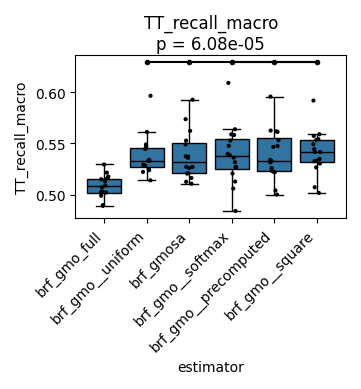 TT_recall_macro
p = 6.08e-05
TT_recall_macro
0.60
0.55
0.50
brf_gmo_full
brf_gmo__uniform
brf_gmosa
brf_gmo__softmax
brf_gmo__precomputed
brf_gmo__square
estimator